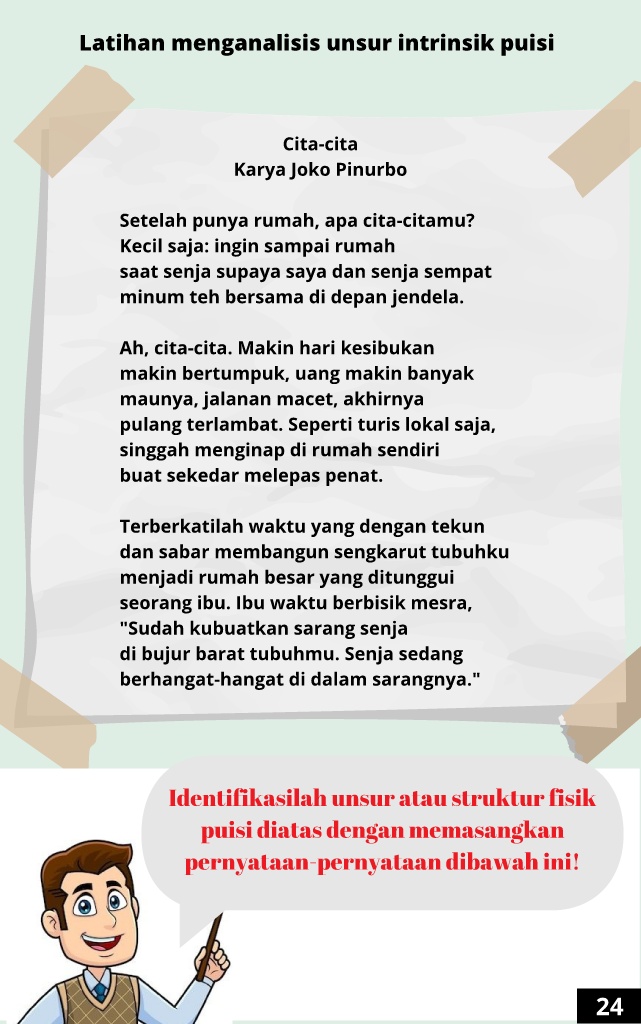 Latihan menganalisis unsur intrinsik puisi
Cita-cita
Karya Joko Pinurbo
Setelah punya rumah, apa cita-citamu?
Kecil saja: ingin sampai rumah
saat senja supaya saya dan senja sempat
minum teh bersama di depan jendela.
Ah, cita-cita. Makin hari kesibukan
makin bertumpuk, uang makin banyak
maunya, jalanan macet, akhirnya
pulang terlambat. Seperti turis lokal saja,
singgah menginap di rumah sendiri
buat sekedar melepas penat.
Terberkatilah waktu yang dengan tekun
dan sabar membangun sengkarut tubuhku
menjadi rumah besar yang ditunggui
seorang ibu. Ibu waktu berbisik mesra,
"Sudah kubuatkan sarang senja
di bujur barat tubuhmu. Senja sedang
berhangat-hangat di dalam sarangnya."
Identifikasilah unsur atau struktur fisik
puisi diatas dengan memasangkan
pernyataan-pernyataan dibawah ini!
24